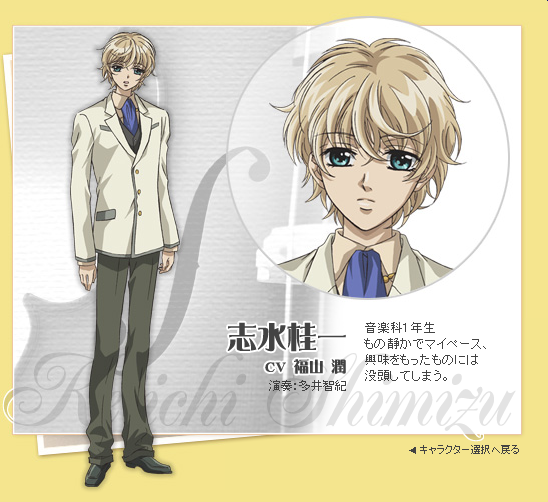 志水桂一
CV 福山 潤
演奏:多井智紀
音楽科1年生
もの静かでマイペース、
興味をもったものには
没頭してしまう。
Keiichi Shimizu
◀ キャラクター選択へ戻る